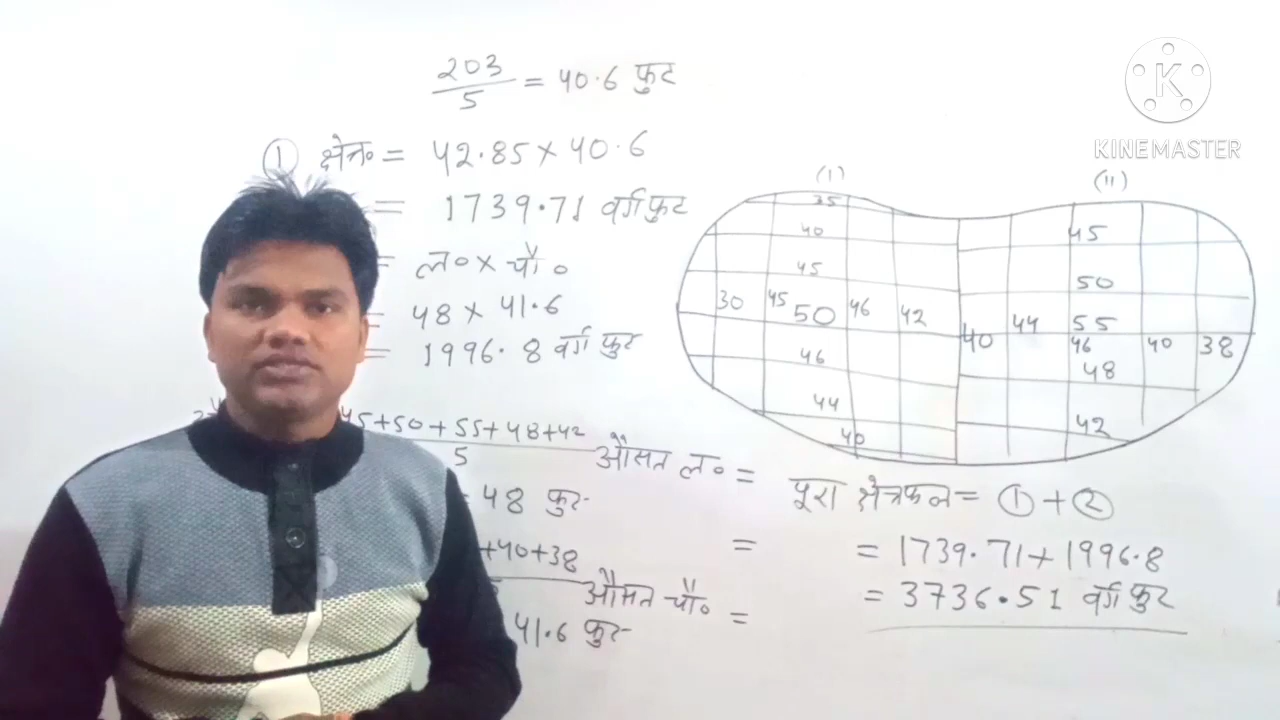 203/5 = 40.6 फुट
① क्षेत्र० = 42.85 × 40.6
= 1739.71 वर्ग फुट
= ल० × चौ०
= 48 × 41.6
= 1996.8 वर्ग फुट
45+50+55+48+42 / 5 औसत ल० =
48 फुट
+40+38 औसत चौ० =
41.6 फुट
K
KINEMASTER
(I) (II)
35
40 45
45 50
30 45 50 46 42 40 44 55
46 40 38
46 48
44 42
40
पूरा क्षेत्रफल = ① + ②
= = 1739.71 + 1996.8
= 3736.51 वर्ग फुट